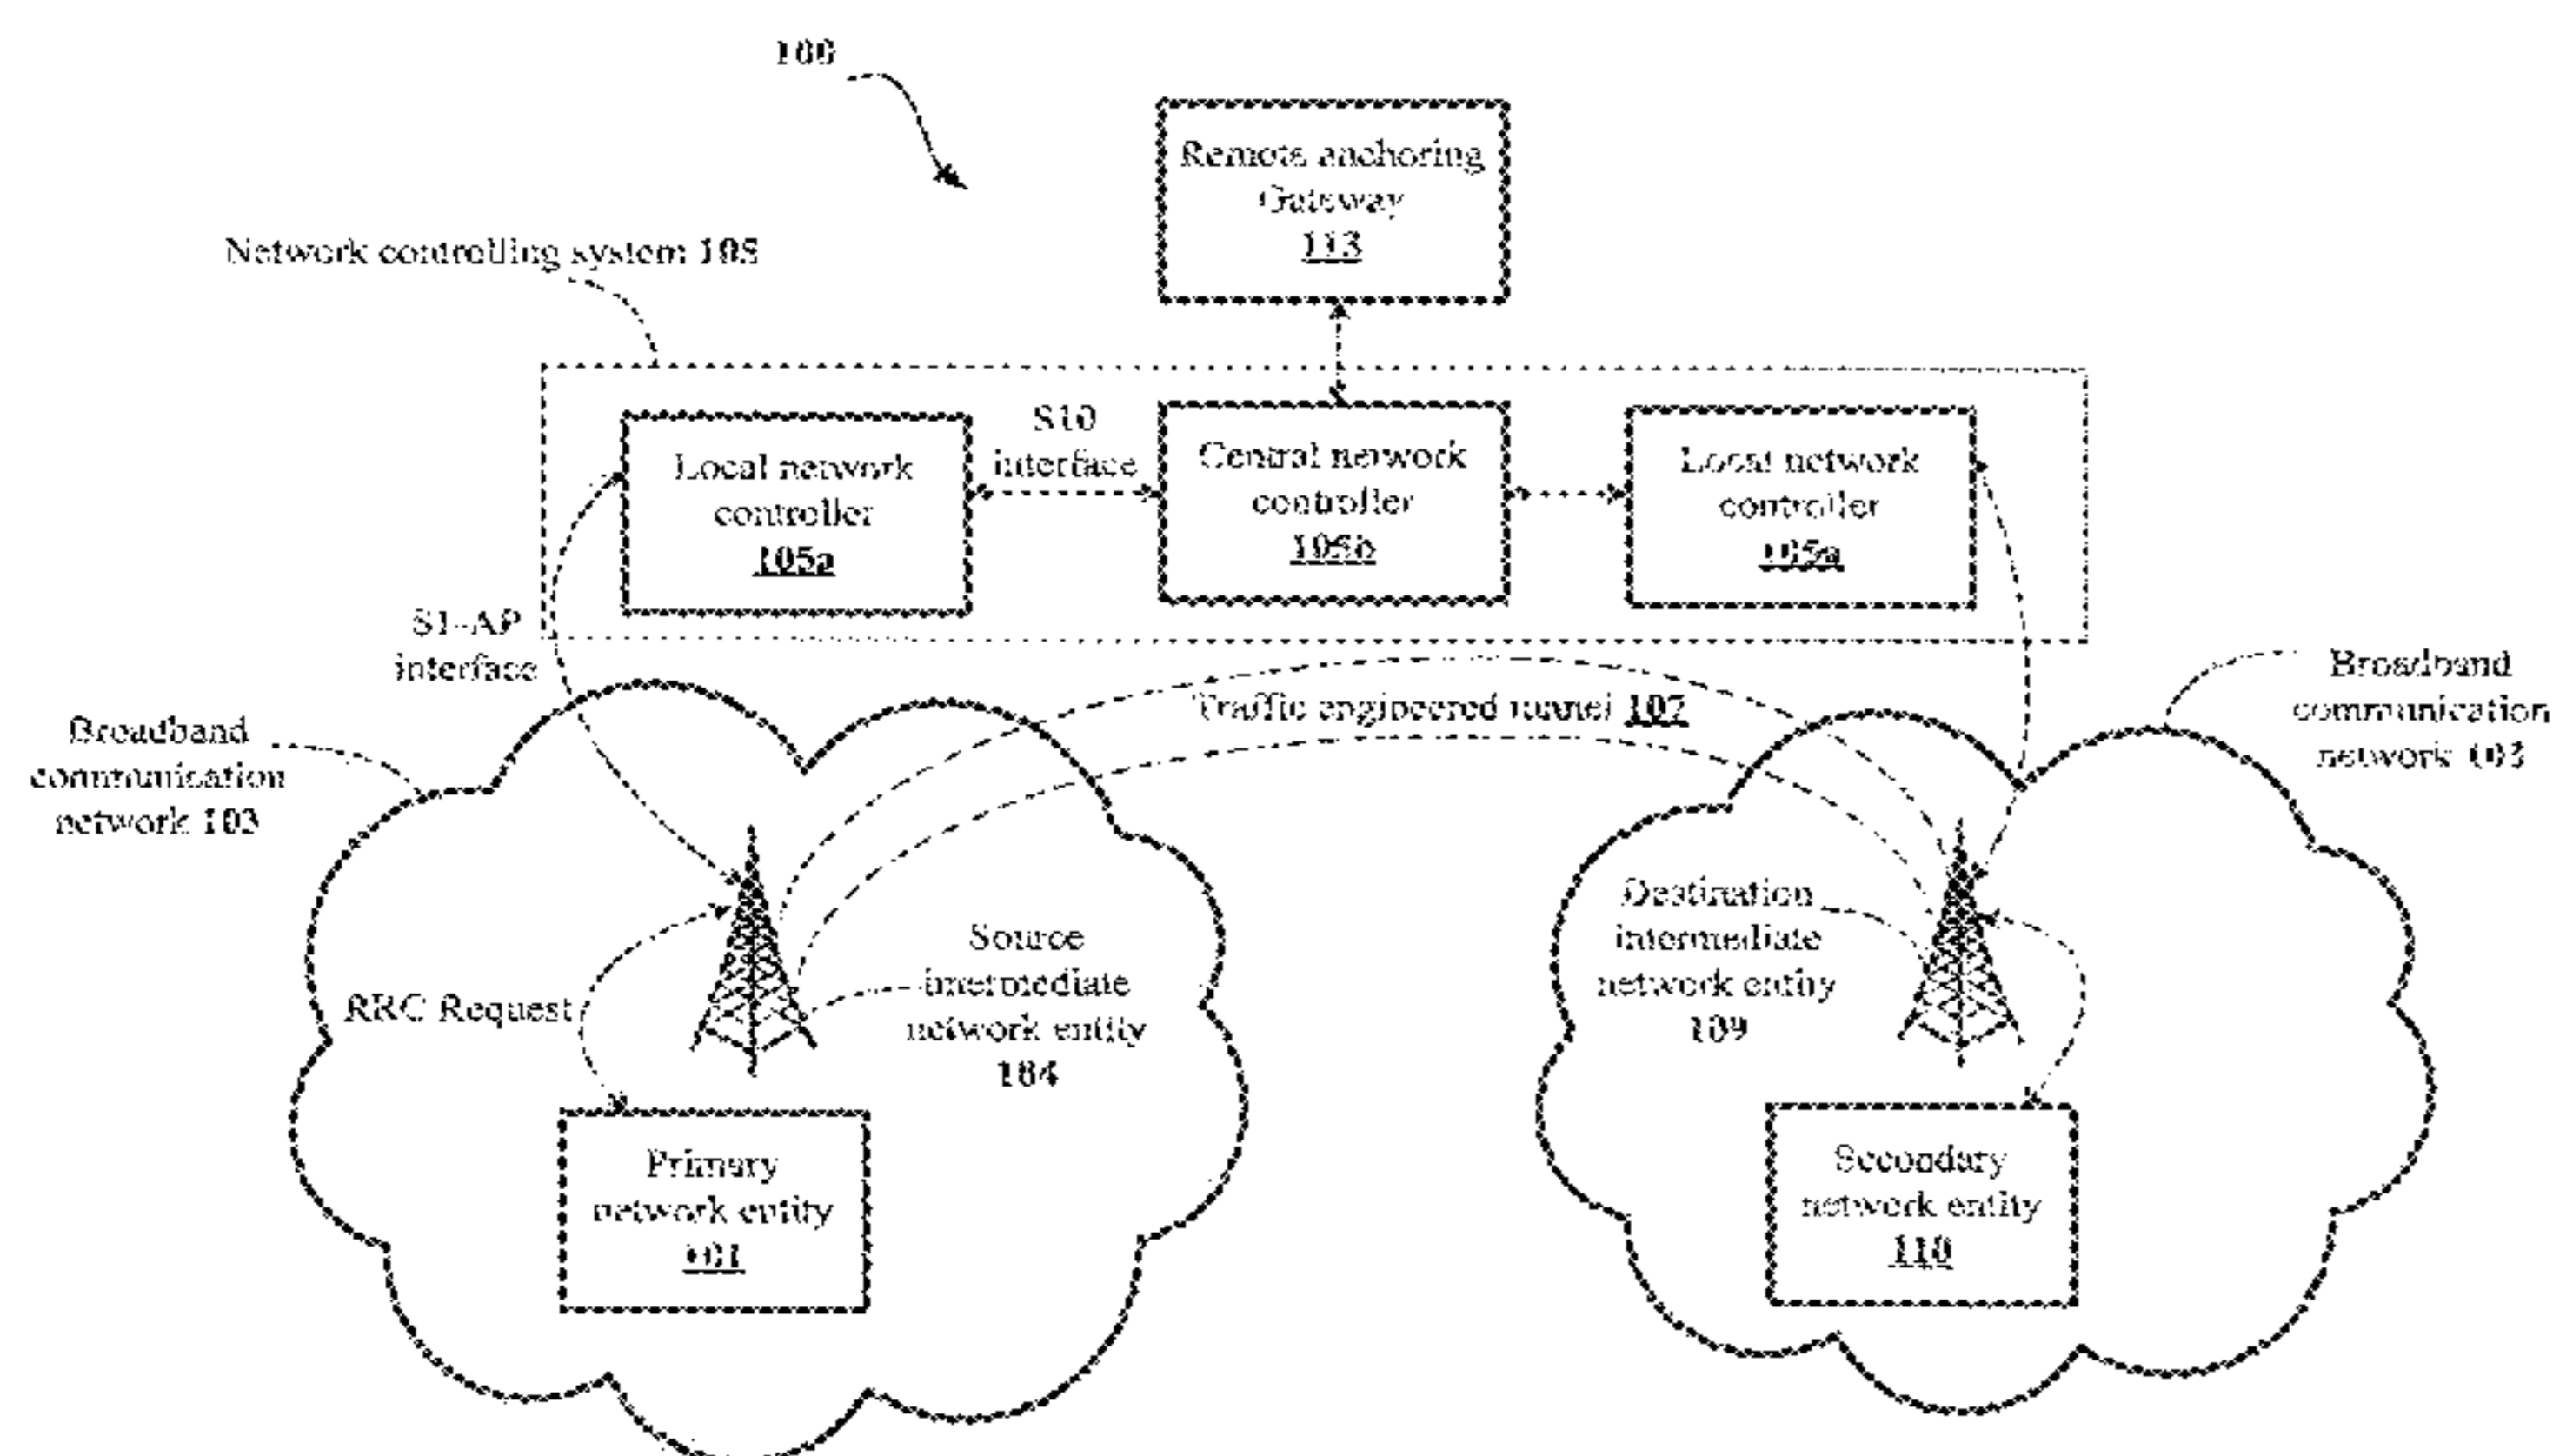 100
Remote anchoring
Gateway
113
Network controlling system 105
Local network
controller
105a
S10
interface
Central network
controller
105b
Local network
controller
105a
S1-AP
interface
Traffic engineered tunnel 107
Broadband
communication
network 103
Broadband
communication
network 103
RRC Request
Source
intermediate
network entity
104
Destination
intermediate
network entity
109
Primary
network entity
101
Secondary
network entity
110